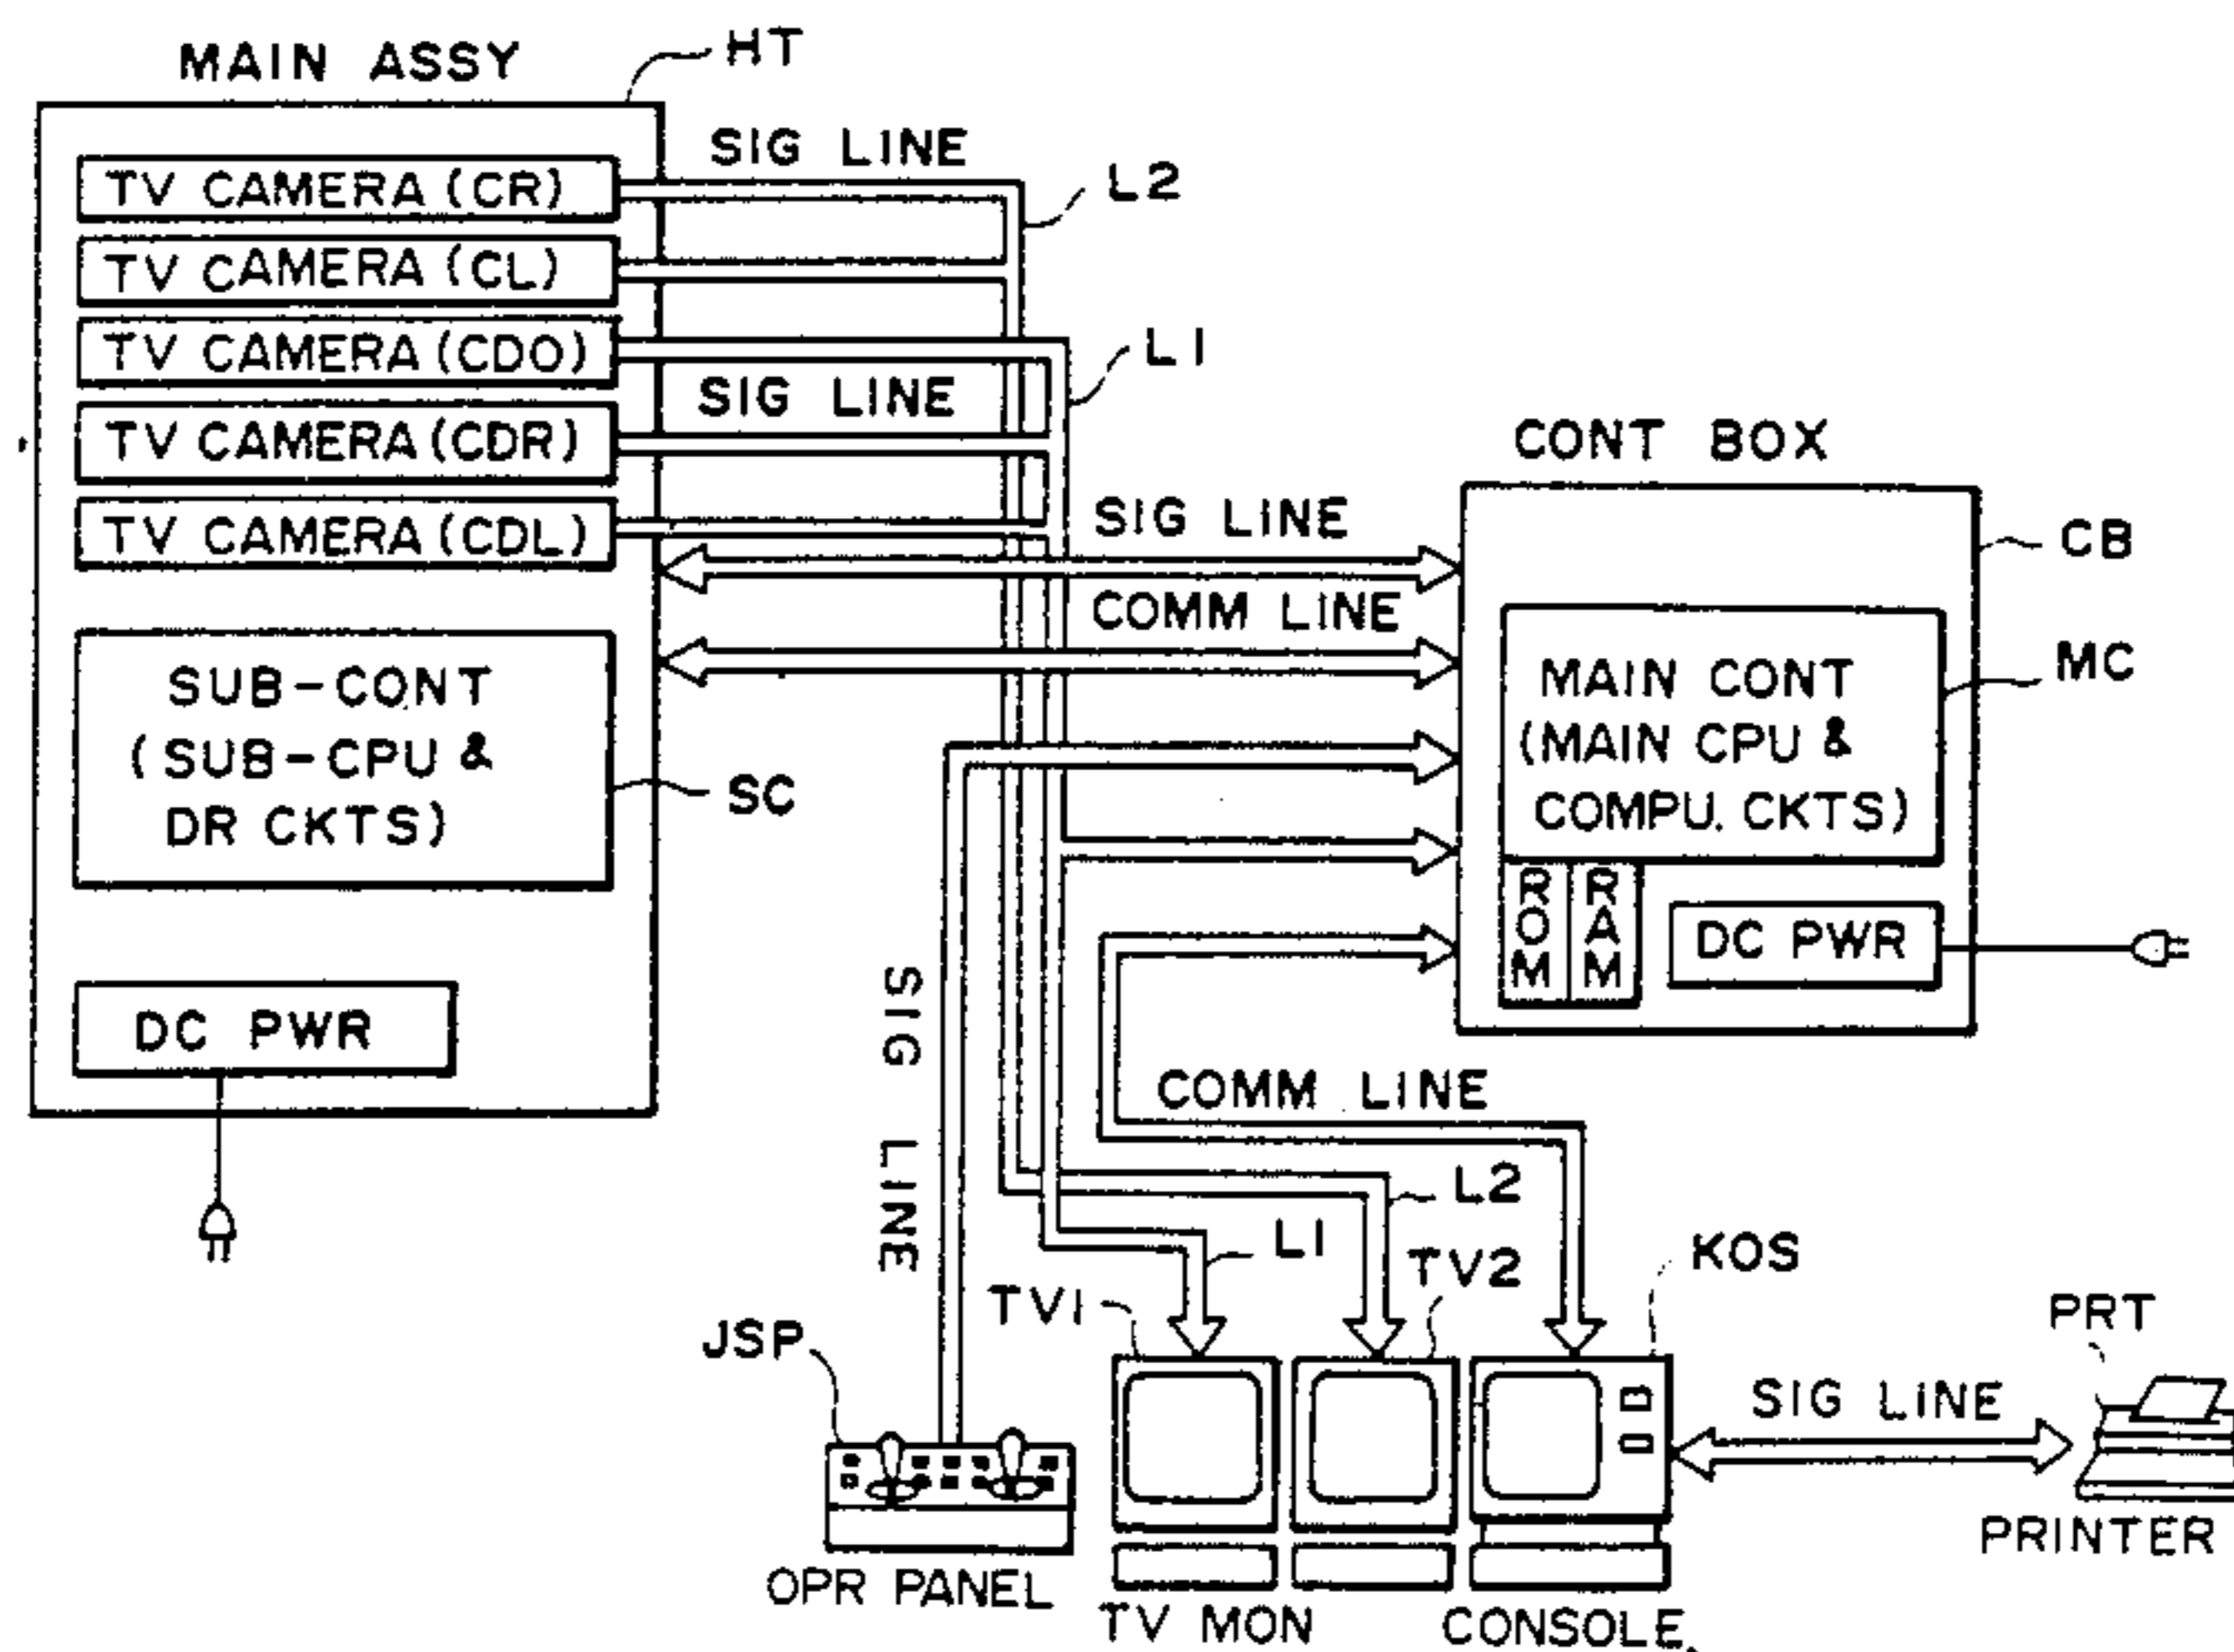 MAIN ASSY
HT
TV CAMERA (CR)
TV CAMERA (CL)
TV CAMERA (CDO)
TV CAMERA (CDR)
TV CAMERA (CDL)
SUB-CONT
(SUB-CPU &
DR CKTS)
SC
DC PWR
SIG LINE
L2
L1
SIG LINE
SIG LINE
COMM LINE
CONT BOX
CB
MAIN CONT
(MAIN CPU &
COMPU. CKTS)
MC
ROM
RAM
DC PWR
SIG LINE
COMM LINE
L2
L1
TV1
TV2
KOS
JSP
PRT
SIG LINE
OPR PANEL
TV MON
CONSOLE
PRINTER